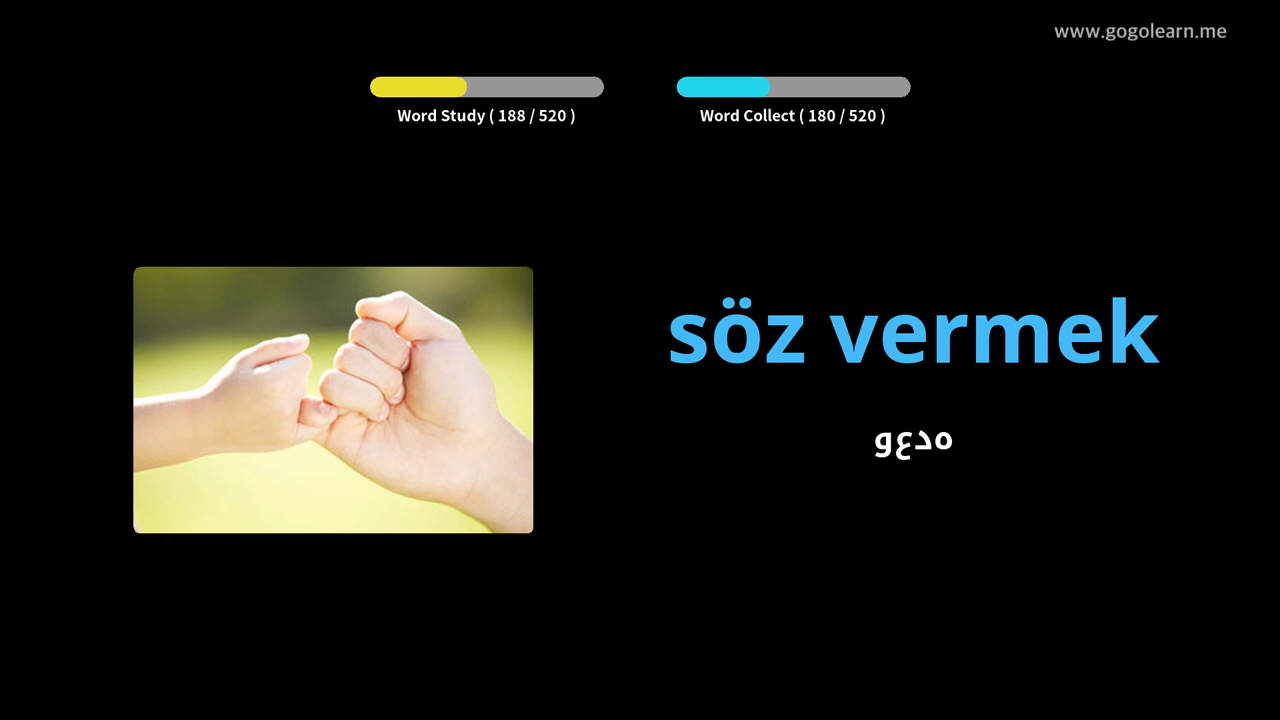 www.gogolearn.me
Word Study ( 188 / 520 )
Word Collect ( 180 / 520 )
söz vermek
وعده